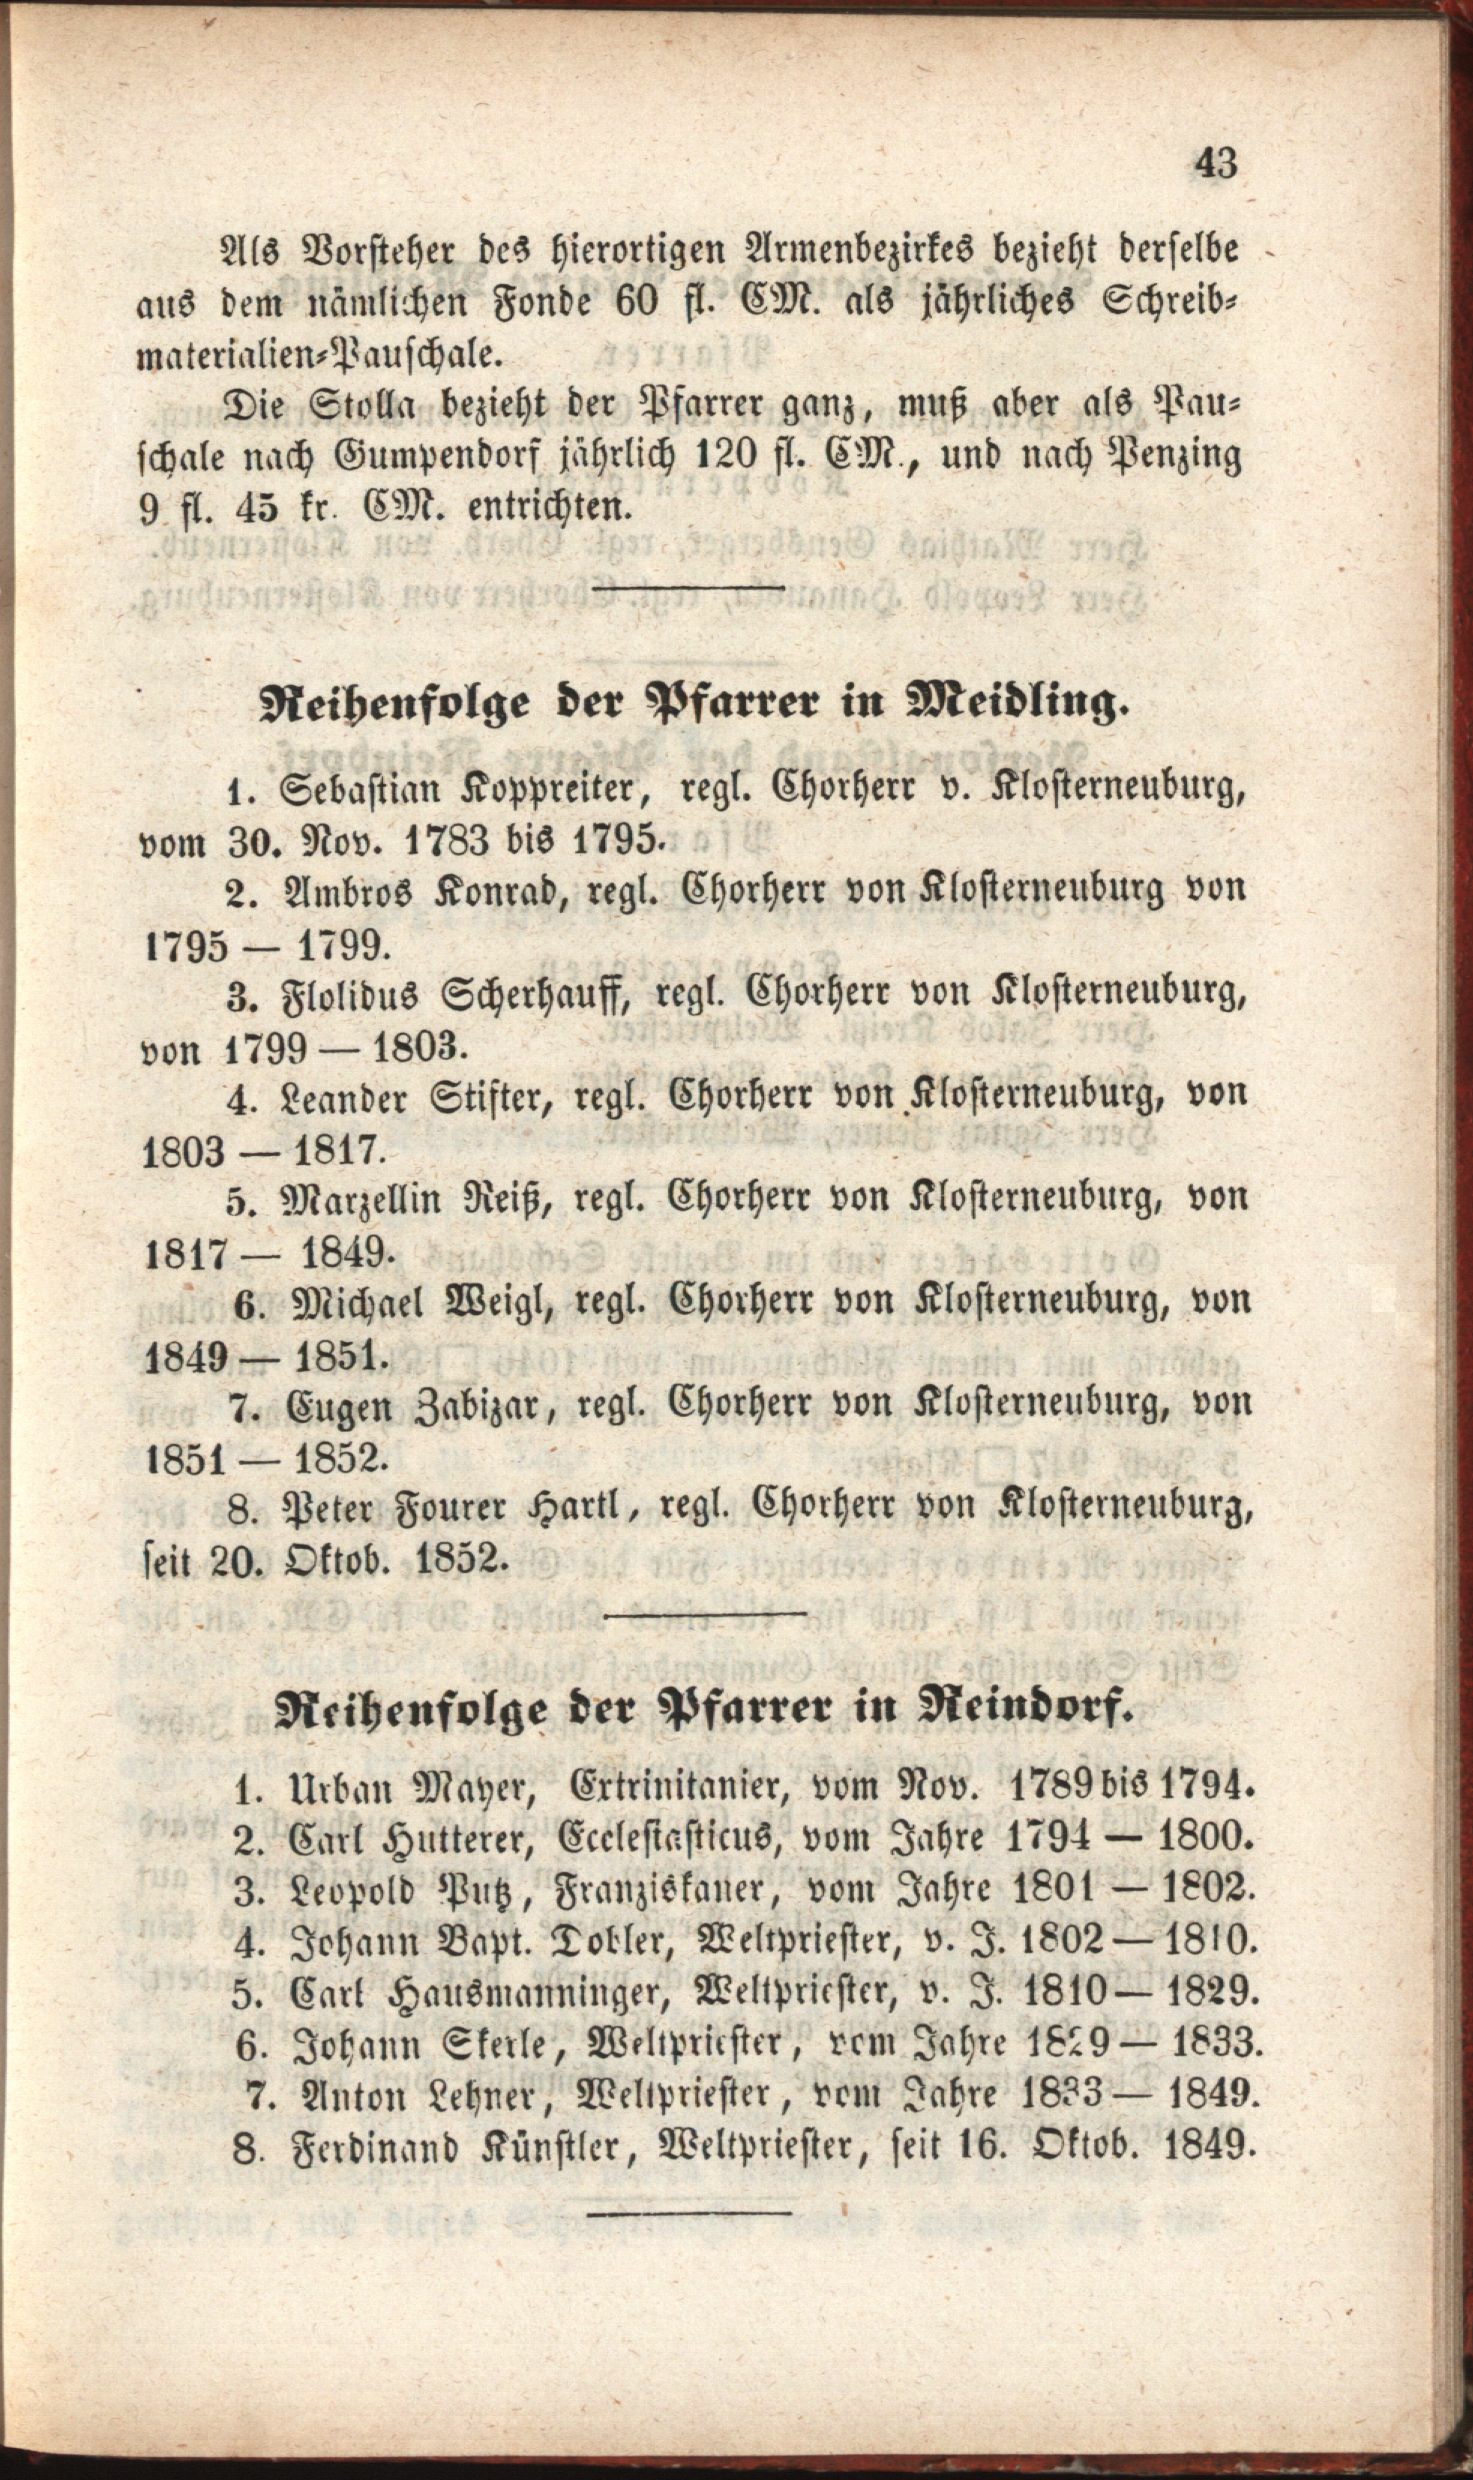 43
Als Vorsteher des hierortigen Armenbezirkes bezieht derselbe
aus dem nämlichen Fonde 60 fl. CM. als jährliches Schreib-
materialien-Pauschale.
Die Stolla bezieht der Pfarrer ganz, muß aber als Pau-
schale nach Gumpendorf jährlich 120 fl. CM., und nach Penzing
9 fl. 45 kr. CM. entrichten.
Reihenfolge der Pfarrer in Meidling.
1. Sebastian Koppreiter, regl. Chorherr v. Klosterneuburg,
vom 30. Nov. 1783 bis 1795.
2. Ambros Konrad, regl. Chorherr von Klosterneuburg von
1795 — 1799.
3. Flolidus Scherhauff, regl. Chorherr von Klosterneuburg,
von 1799 — 1803.
4. Leander Stifter, regl. Chorherr von Klosterneuburg, von
1803 — 1817.
5. Marzellin Reiß, regl. Chorherr von Klosterneuburg, von
1817 — 1849.
6. Michael Weigl, regl. Chorherr von Klosterneuburg, von
1849 — 1851.
7. Eugen Zabizar, regl. Chorherr von Klosterneuburg, von
1851 — 1852.
8. Peter Fourer Hartl, regl. Chorherr von Klosterneuburg,
seit 20. Oktob. 1852.
Reihenfolge der Pfarrer in Reindorf.
1. Urban Mayer, Extrinitanier, vom Nov. 1789 bis 1794.
2. Carl Hutterer, Ecclesiasticus, vom Jahre 1794 — 1800.
3. Leopold Putz, Franziskaner, vom Jahre 1801 — 1802.
4. Johann Bapt. Tobler, Weltpriester, v. J. 1802 — 1810.
5. Carl Hausmanninger, Weltpriester, v. J. 1810 — 1829.
6. Johann Skerle, Weltpriester, vom Jahre 1829 — 1833.
7. Anton Lehner, Weltpriester, vom Jahre 1833 — 1849.
8. Ferdinand Künstler, Weltpriester, seit 16. Oktob. 1849.